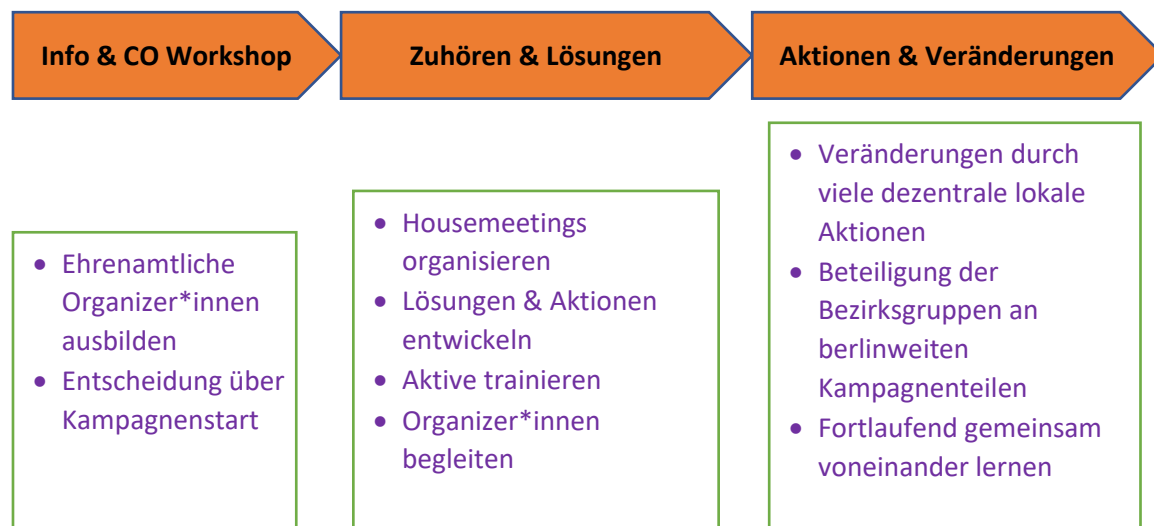 Info & CO Workshop
Zuhören & Lösungen
Aktionen & Veränderungen
• Ehrenamtliche
Organizer*innen
ausbilden
• Entscheidung über
Kampagnenstart
• Housemeetings
organisieren
• Lösungen & Aktionen
entwickeln
• Aktive trainieren
• Organizer*innen
begleiten
• Veränderungen durch
viele dezentrale lokale
Aktionen
• Beteiligung der
Bezirksgruppen an
berlinweiten
Kampagnenteilen
• Fortlaufend gemeinsam
voneinander lernen